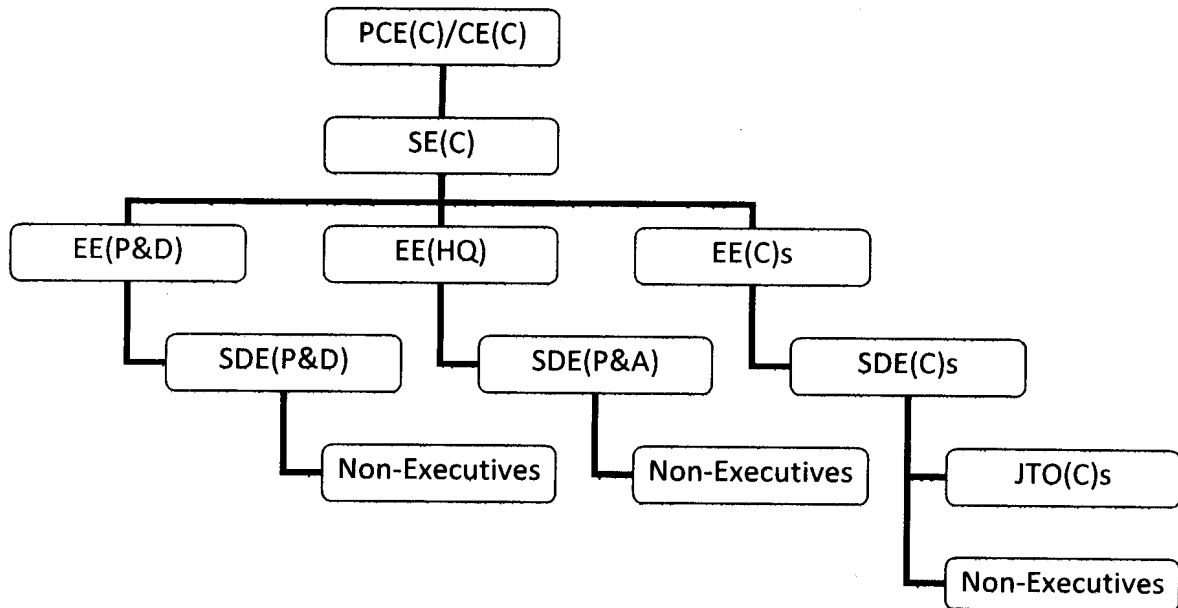 PCE(C)/CE(C)
SE(C)
EE(P&D)
EE(HQ)
EE(C)s
SDE(P&D)
SDE(P&A)
SDE(C)s
Non-Executives
Non-Executives
JTO(C)s
Non-Executives